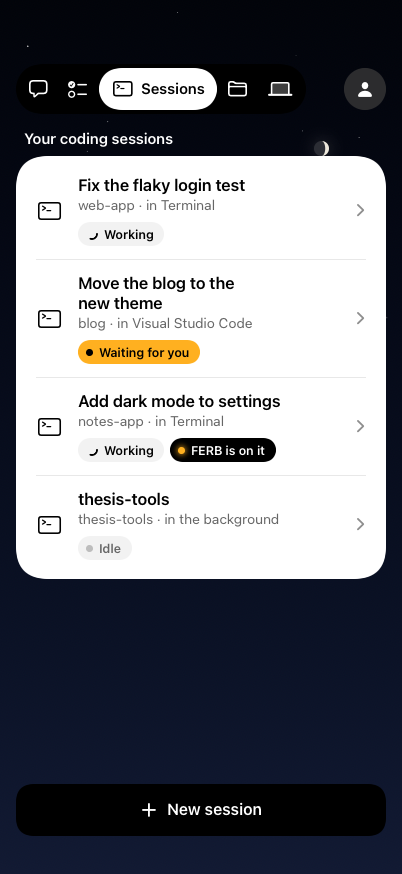 Sessions
Your coding sessions
Fix the flaky login test
web-app · in Terminal
Working
Move the blog to the
new theme
blog · in Visual Studio Code
Waiting for you
Add dark mode to settings
notes-app · in Terminal
Working FERB is on it
thesis-tools
thesis-tools · in the background
Idle
New session